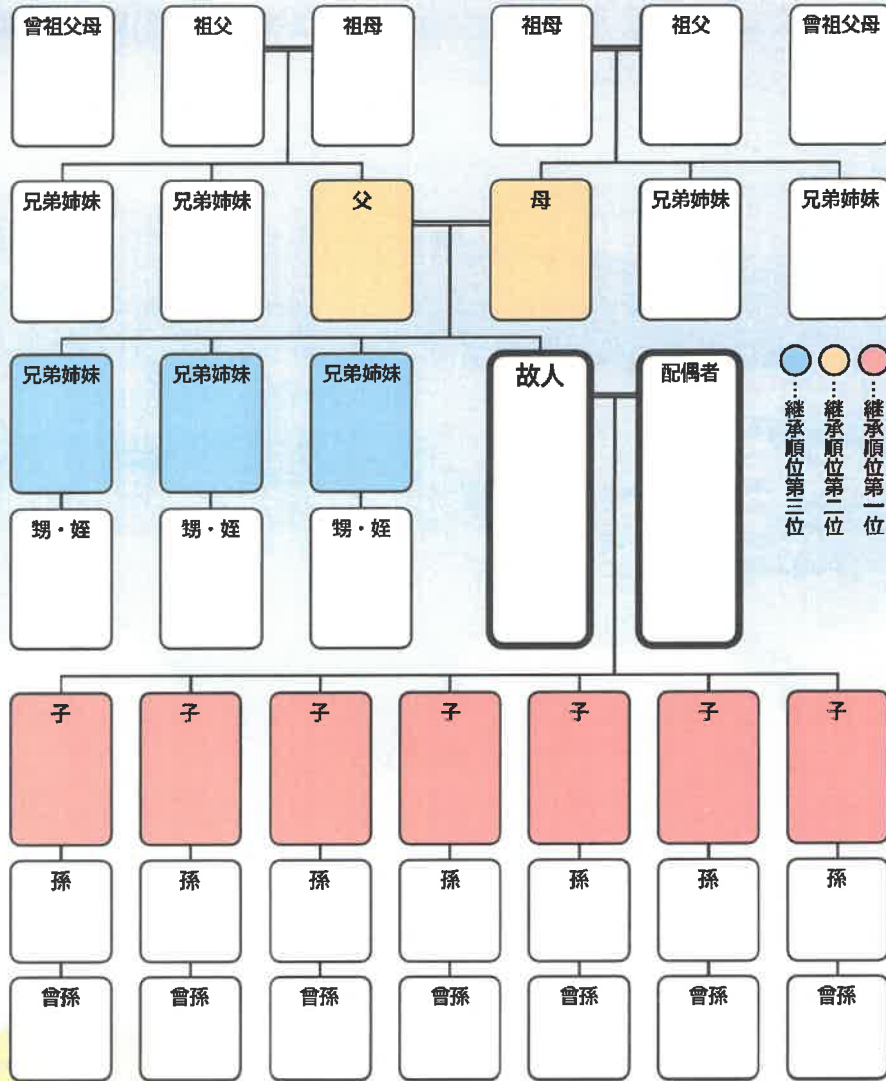 曾祖父母 祖父 祖母 祖母 祖父 曾祖父母
兄弟姉妹 兄弟姉妹 父 母 兄弟姉妹 兄弟姉妹
兄弟姉妹 兄弟姉妹 兄弟姉妹 故人 配偶者
…継承順位第一位
…継承順位第二位
…継承順位第三位
甥・姪 甥・姪 甥・姪
子 子 子 子 子 子 子
孫 孫 孫 孫 孫 孫 孫
曾孫 曾孫 曾孫 曾孫 曾孫 曾孫 曾孫